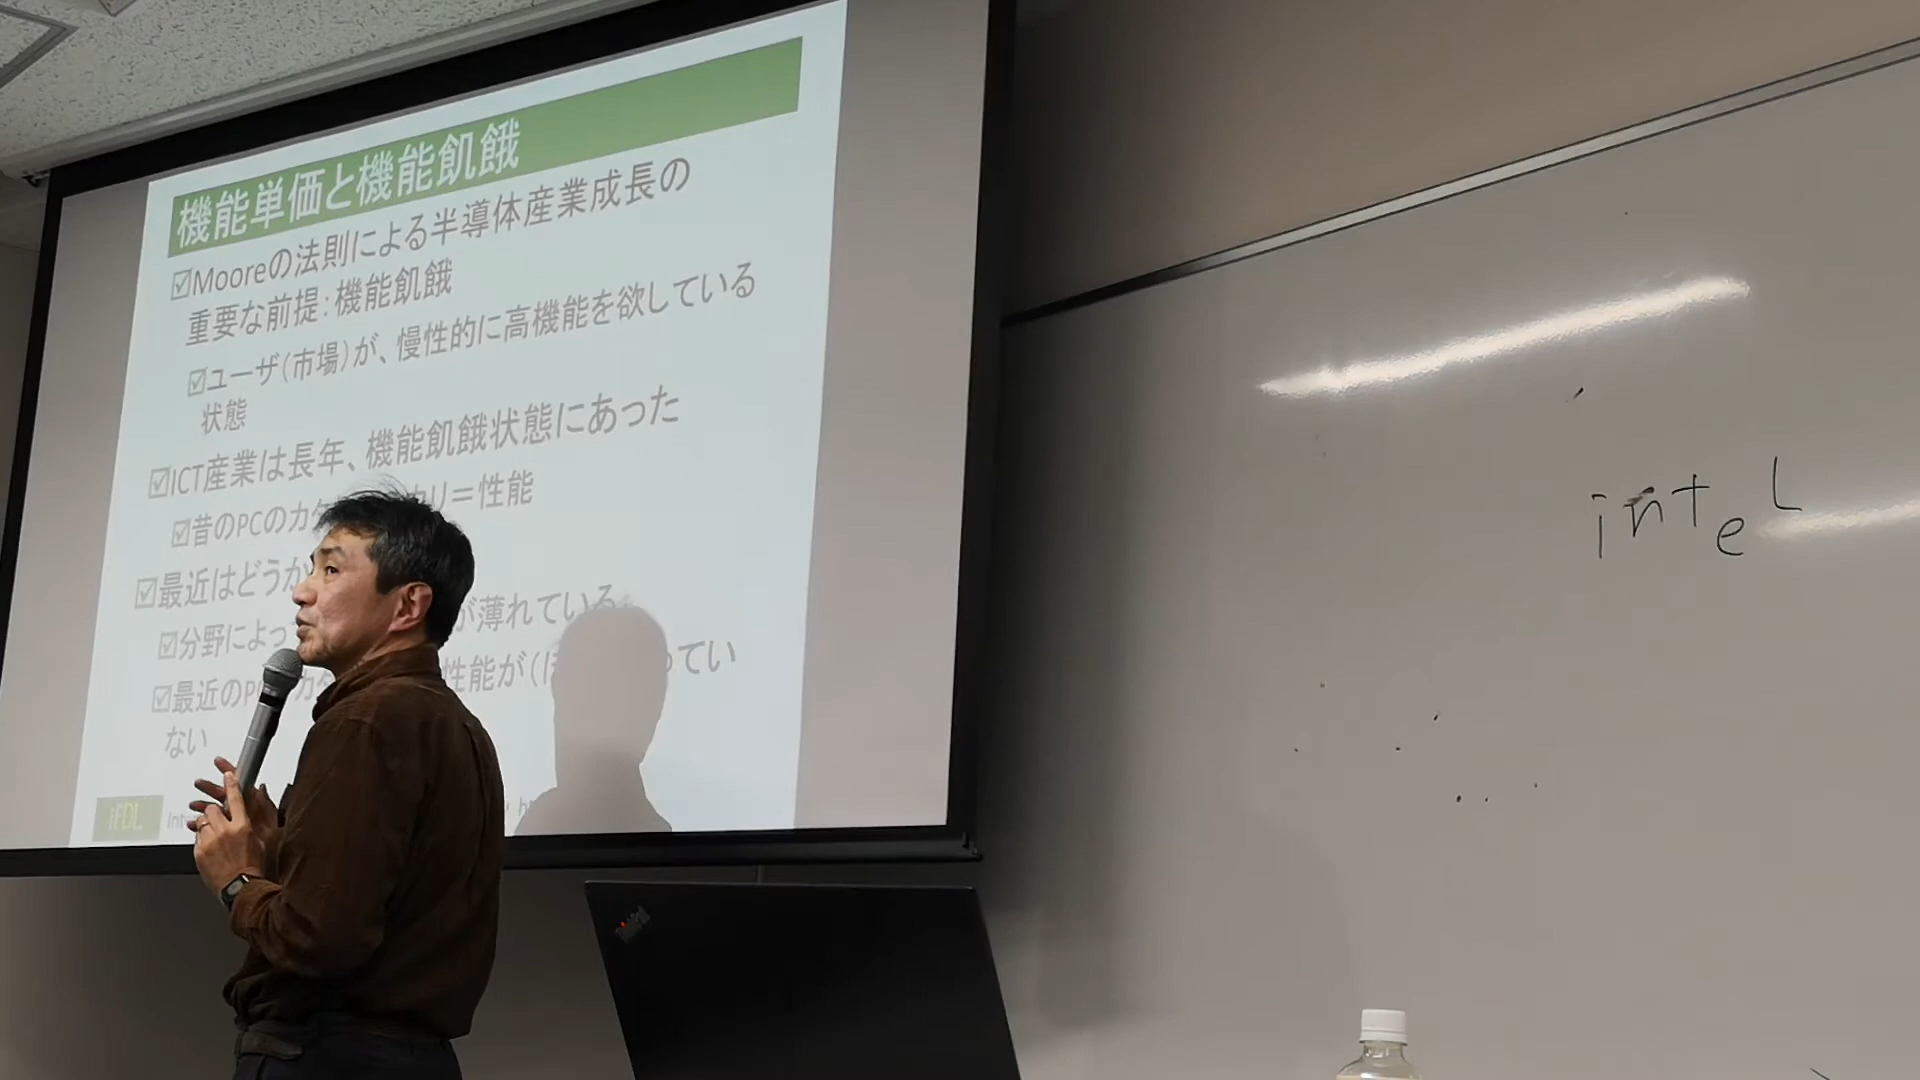 機能単価と機能飢餓
☑Mooreの法則による半導体産業成長の
重要な前提:機能飢餓
☑ユーザ(市場)が、慢性的に高機能を欲している
状態
☑ICT産業は長年、機能飢餓状態にあった
☑昔のPCのカタ リ=性能
☑最近はどうか
☑分野によっ が薄れている
☑最近のP カタ 性能が( ってい
ない
iFDL
Int
ThinkPad
inteL